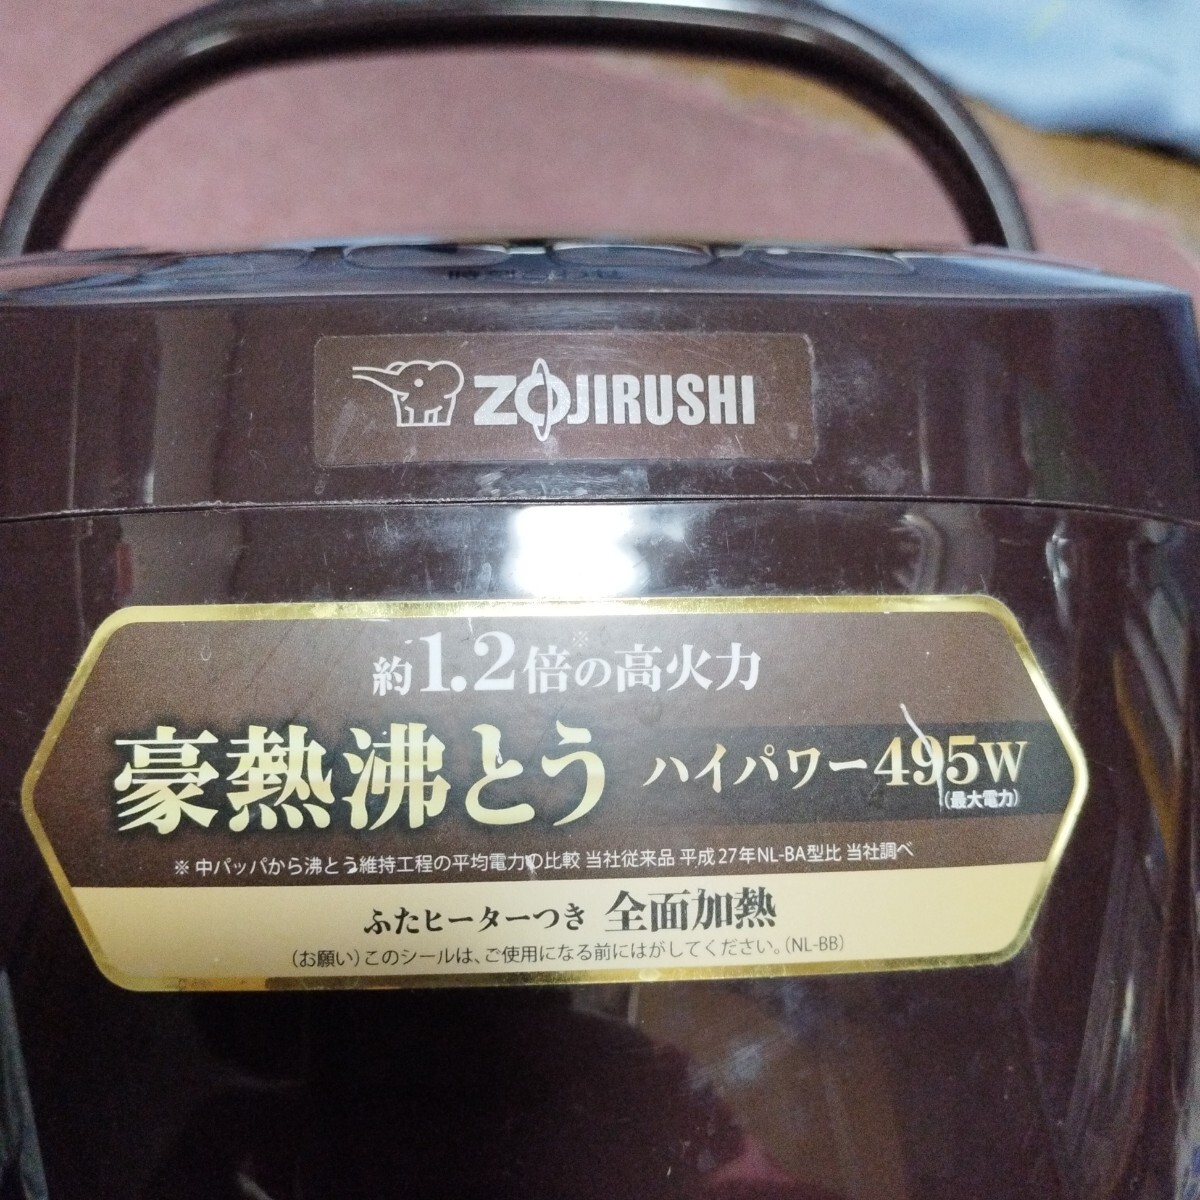 ZOJIRUSHI
約1.2倍※の高火力
豪熱沸とう ハイパワー495W
(最大電力)
※ 中パッパから沸とう維持工程の平均電力の比較 当社従来品 平成27年NL-BA型比 当社調べ
ふたヒーターつき 全面加熱
(お願い)このシールは、ご使用になる前にはがしてください。(NL-BB)